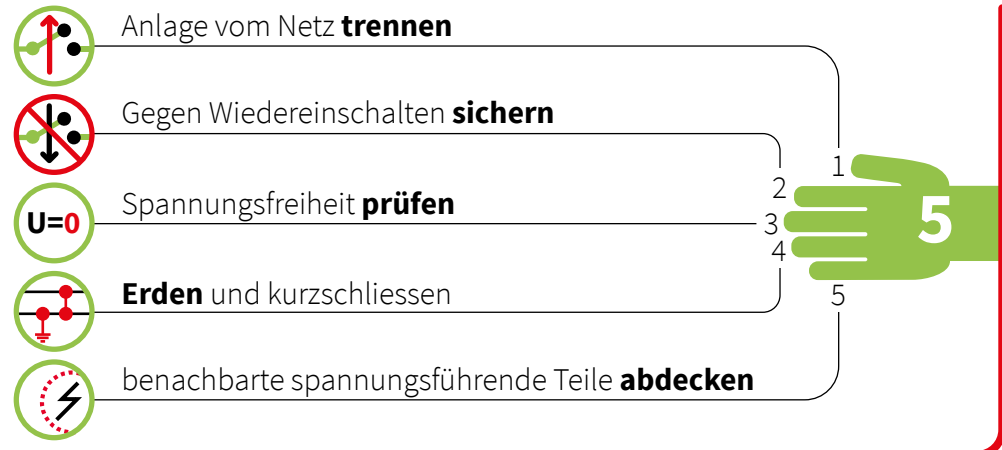 Anlage vom Netz trennen
Gegen Wiedereinschalten sichern
U=0
Spannungsfreiheit prüfen
Erden und kurzschliessen
benachbarte spannungsführende Teile abdecken
1
2
3
4
5
5